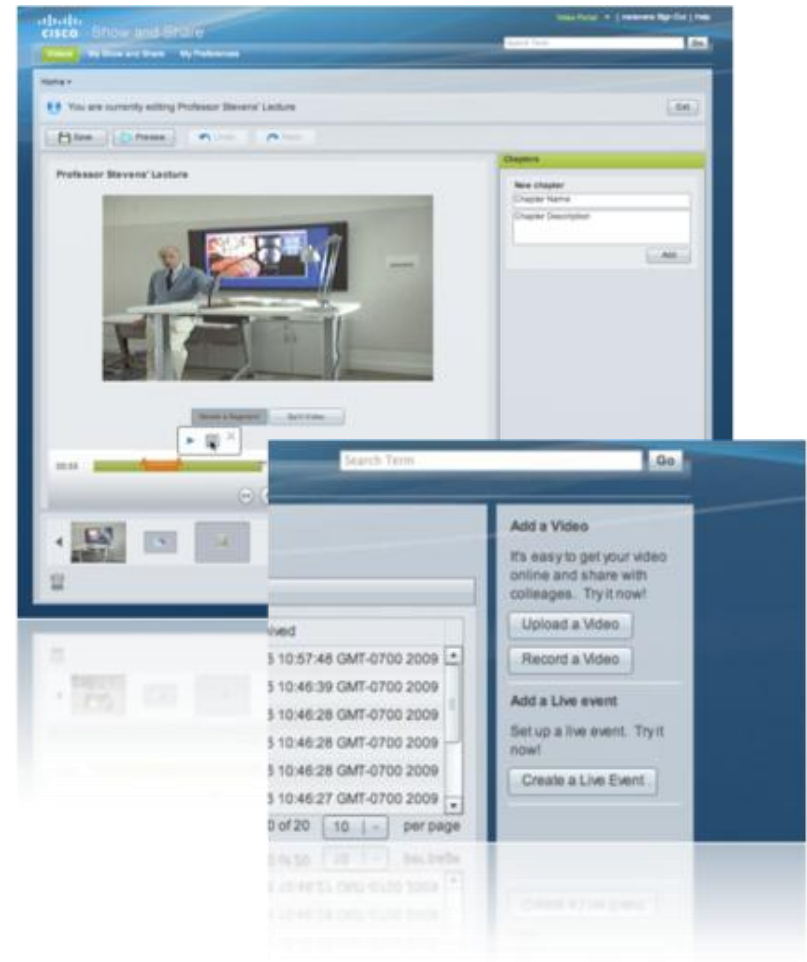 CISCO Show and Share
Search Term
Go
Videos
My Show and Share
My Preferences
Home
You are currently editing Professor Stevens' Lecture
Exit
Save
Preview
Undo
Professor Stevens' Lecture
Chapters
New chapter
Chapter Name
Chapter Description
Add
Split Video
Search Term
Go
Add a Video
It's easy to get your video
online and share with
colleages. Try it now!
Upload a Video
Record a Video
Add a Live event
Set up a live event. Try it
now!
Create a Live Event
5 10:57:48 GMT-0700 2009
5 10:46:39 GMT-0700 2009
5 10:46:28 GMT-0700 2009
5 10:46:28 GMT-0700 2009
5 10:46:28 GMT-0700 2009
5 10:46:27 GMT-0700 2009
0 of 20 10 per page